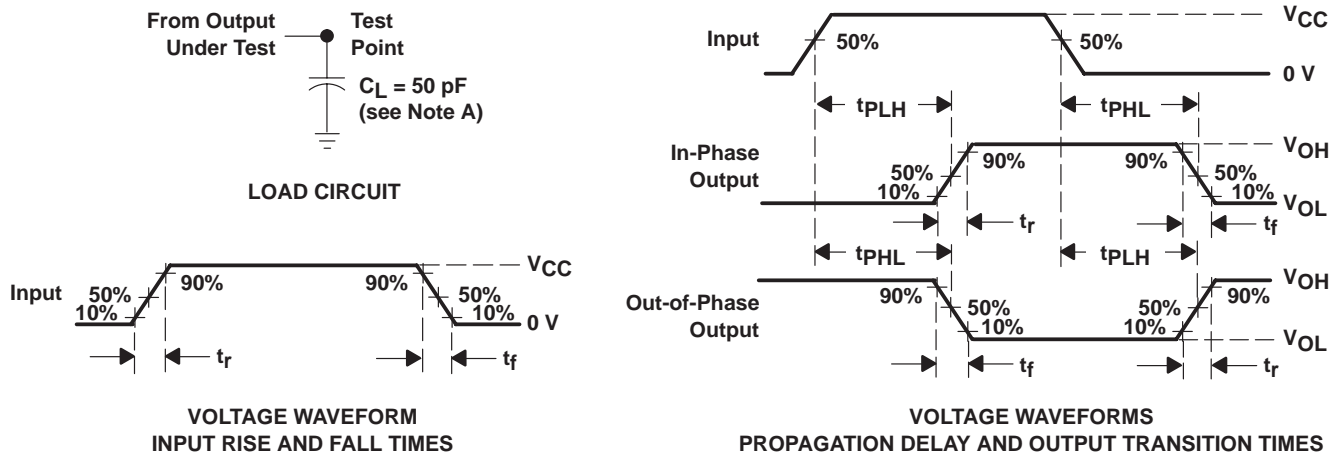 From Output
Under Test
Test
Point
CL = 50 pF
(see Note A)
LOAD CIRCUIT
Input
VCC
0 V
50%
10%
90%
90%
50%
10%
tr
tf
VOLTAGE WAVEFORM
INPUT RISE AND FALL TIMES
Input
50%
50%
VCC
0 V
tPLH
tPHL
In-Phase
Output
50%
10%
90%
90%
50%
10%
VOH
VOL
tr
tf
tPHL
tPLH
Out-of-Phase
Output
90%
50%
10%
50%
10%
90%
VOH
VOL
tf
tr
VOLTAGE WAVEFORMS
PROPAGATION DELAY AND OUTPUT TRANSITION TIMES